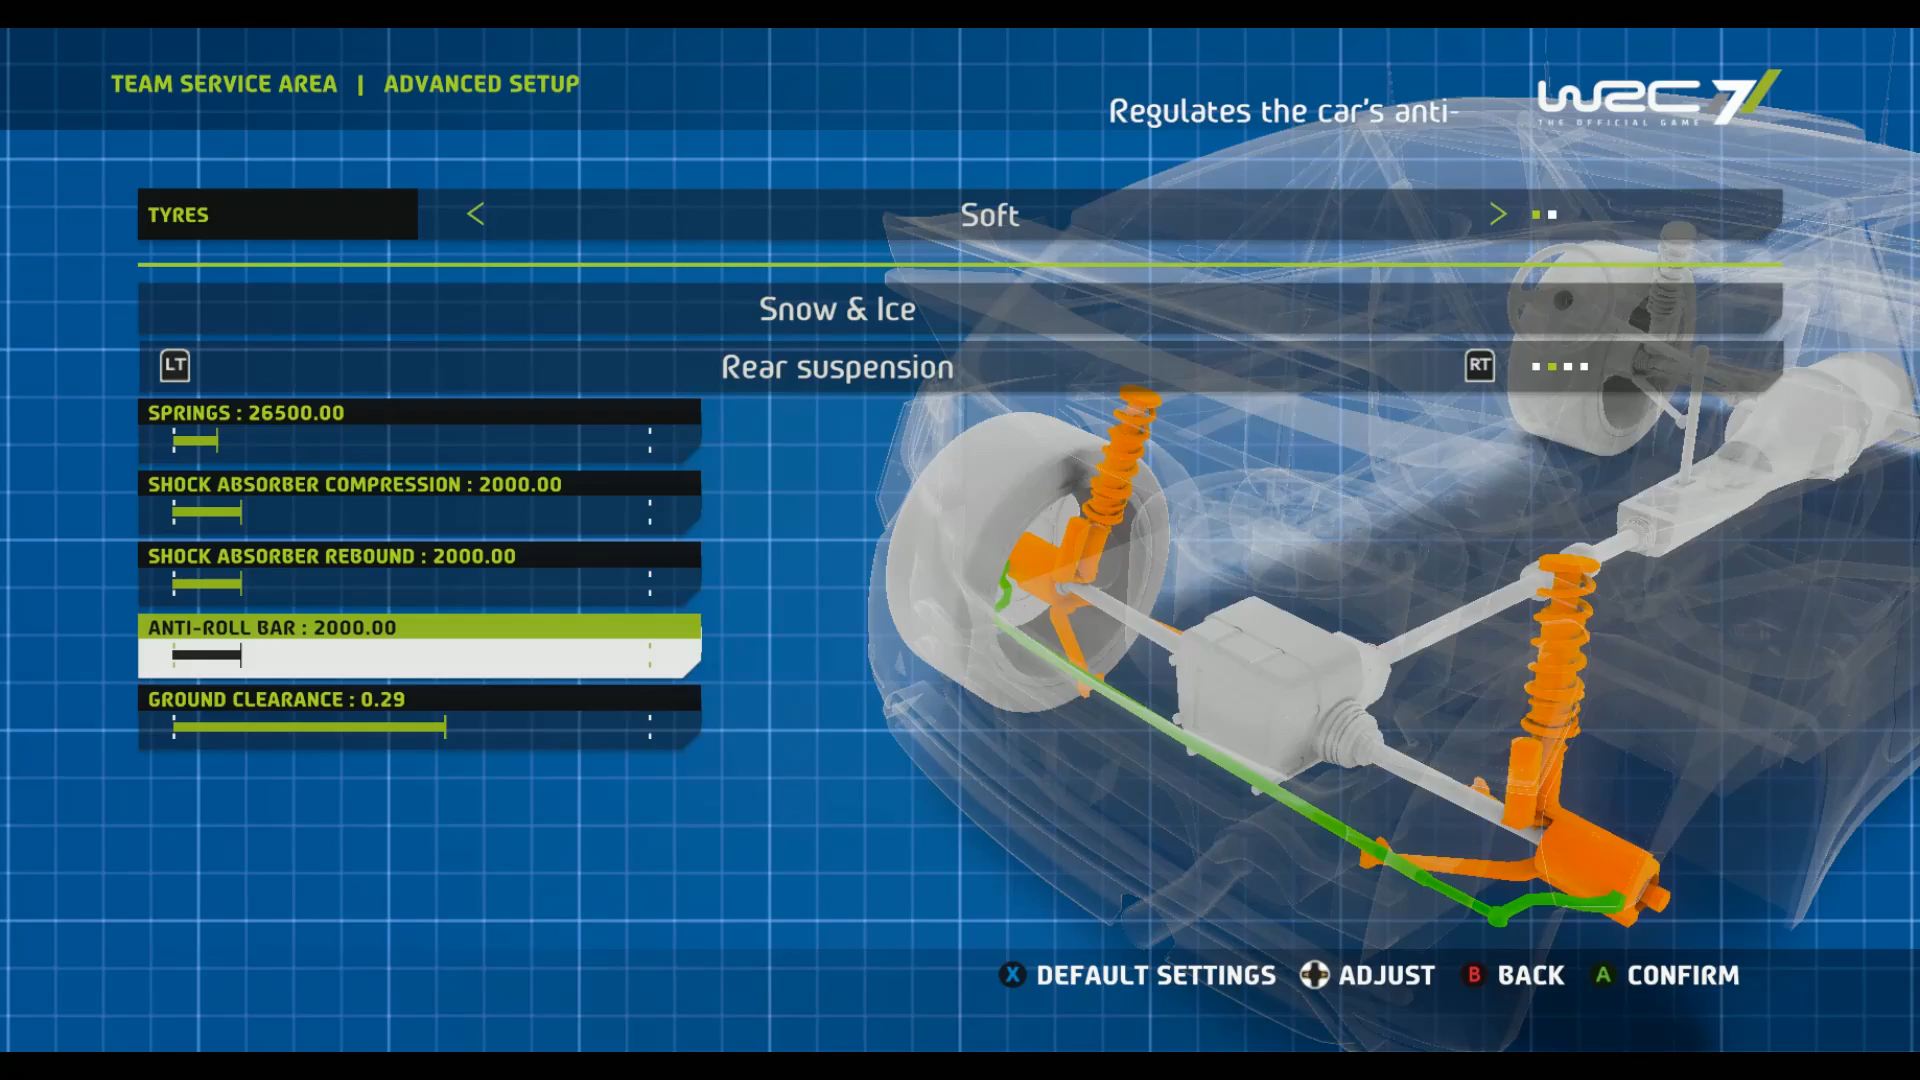 TEAM SERVICE AREA | ADVANCED SETUP
Regulates the car's anti-
WRC 7
THE OFFICIAL GAME
TYRES < Soft >
Snow & Ice
LT Rear suspension RT
SPRINGS : 26500.00
SHOCK ABSORBER COMPRESSION : 2000.00
SHOCK ABSORBER REBOUND : 2000.00
ANTI-ROLL BAR : 2000.00
GROUND CLEARANCE : 0.29
X DEFAULT SETTINGS ADJUST B BACK A CONFIRM